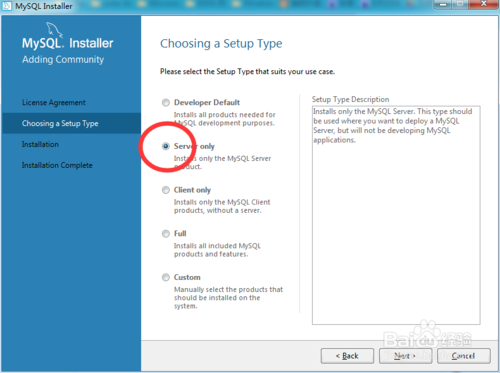 MySQL Installer
MySQL. Installer
Adding Community
License Agreement
Choosing a Setup Type
Installation
Installation Complete
Choosing a Setup Type
Please select the Setup Type that suits your use case.
Developer Default
Installs all products needed for
MySQL development purposes.
Server only
Installs only the MySQL Server
product.
Client only
Installs only the MySQL Client
products, without a server.
Full
Installs all included MySQL
products and features.
Custom
Manually select the products that
should be installed on the
system.
Setup Type Description
Installs only the MySQL Server. This type should
be used where you want to deploy a MySQL
Server, but will not be developing MySQL
applications.
Baidu 经验
< Back
Next >
Cancel